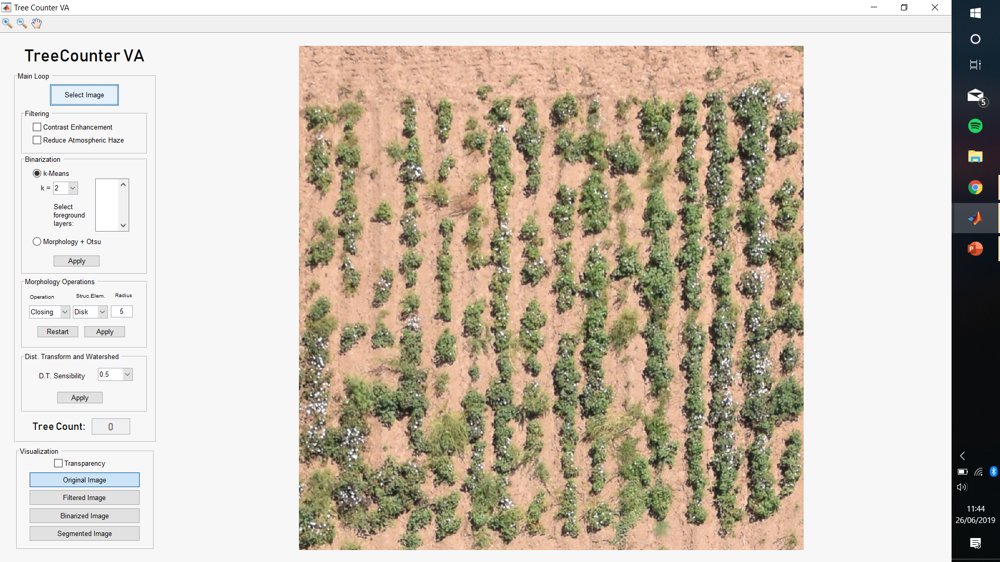 Tree Counter VA
TreeCounter VA
Main Loop
Select Image
Filtering
Contrast Enhancement
Reduce Atmospheric Haze
Binarization
k-Means
k = 2
Select
foreground
layers:
Morphology + Otsu
Apply
Morphology Operations
Operation Struc.Elem. Radius
Closing Disk 5
Restart Apply
Dist. Transform and Watershed
D.T. Sensibility 0.5
Apply
Tree Count: 0
Visualization
Transparency
Original Image
Filtered Image
Binarized Image
Segmented Image
5
P
11:44
26/06/2019